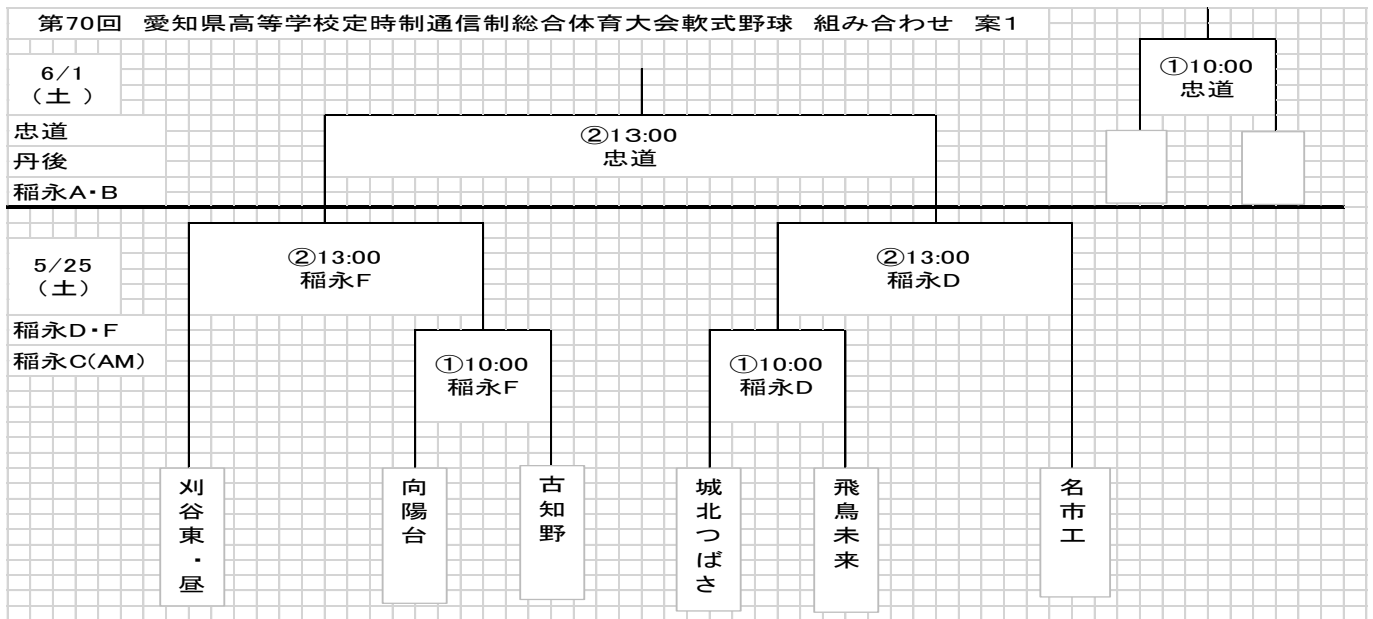 第70回 愛知県高等学校定時制通信制総合体育大会軟式野球 組み合わせ 案1
6/1
(土 )
忠道
丹後
稲永A・B
②13:00
忠道
①10:00
忠道
5/25
(土)
稲永D・F
稲永C(AM)
②13:00
稲永F
②13:00
稲永D
①10:00
稲永F
①10:00
稲永D
刈谷東・昼
向陽台
古知野
城北つばさ
飛鳥未来
名市工